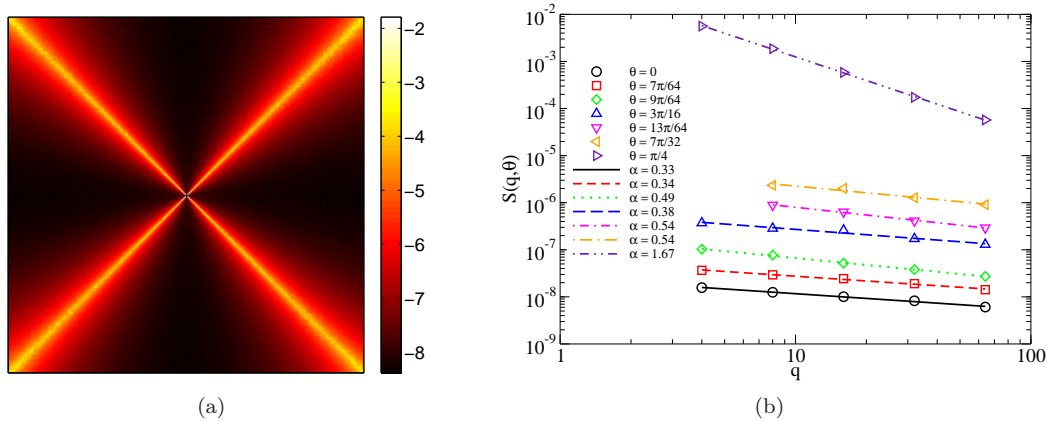 −2
−3
−4
−5
−6
−7
−8
(a)
10⁻²
10⁻³
10⁻⁴
10⁻⁵
10⁻⁶
10⁻⁷
10⁻⁸
10⁻⁹
S(q,θ)
θ = 0
θ = 7π/64
θ = 9π/64
θ = 3π/16
θ = 13π/64
θ = 7π/32
θ = π/4
α = 0.33
α = 0.34
α = 0.49
α = 0.38
α = 0.54
α = 0.54
α = 1.67
1
10
100
q
(b)